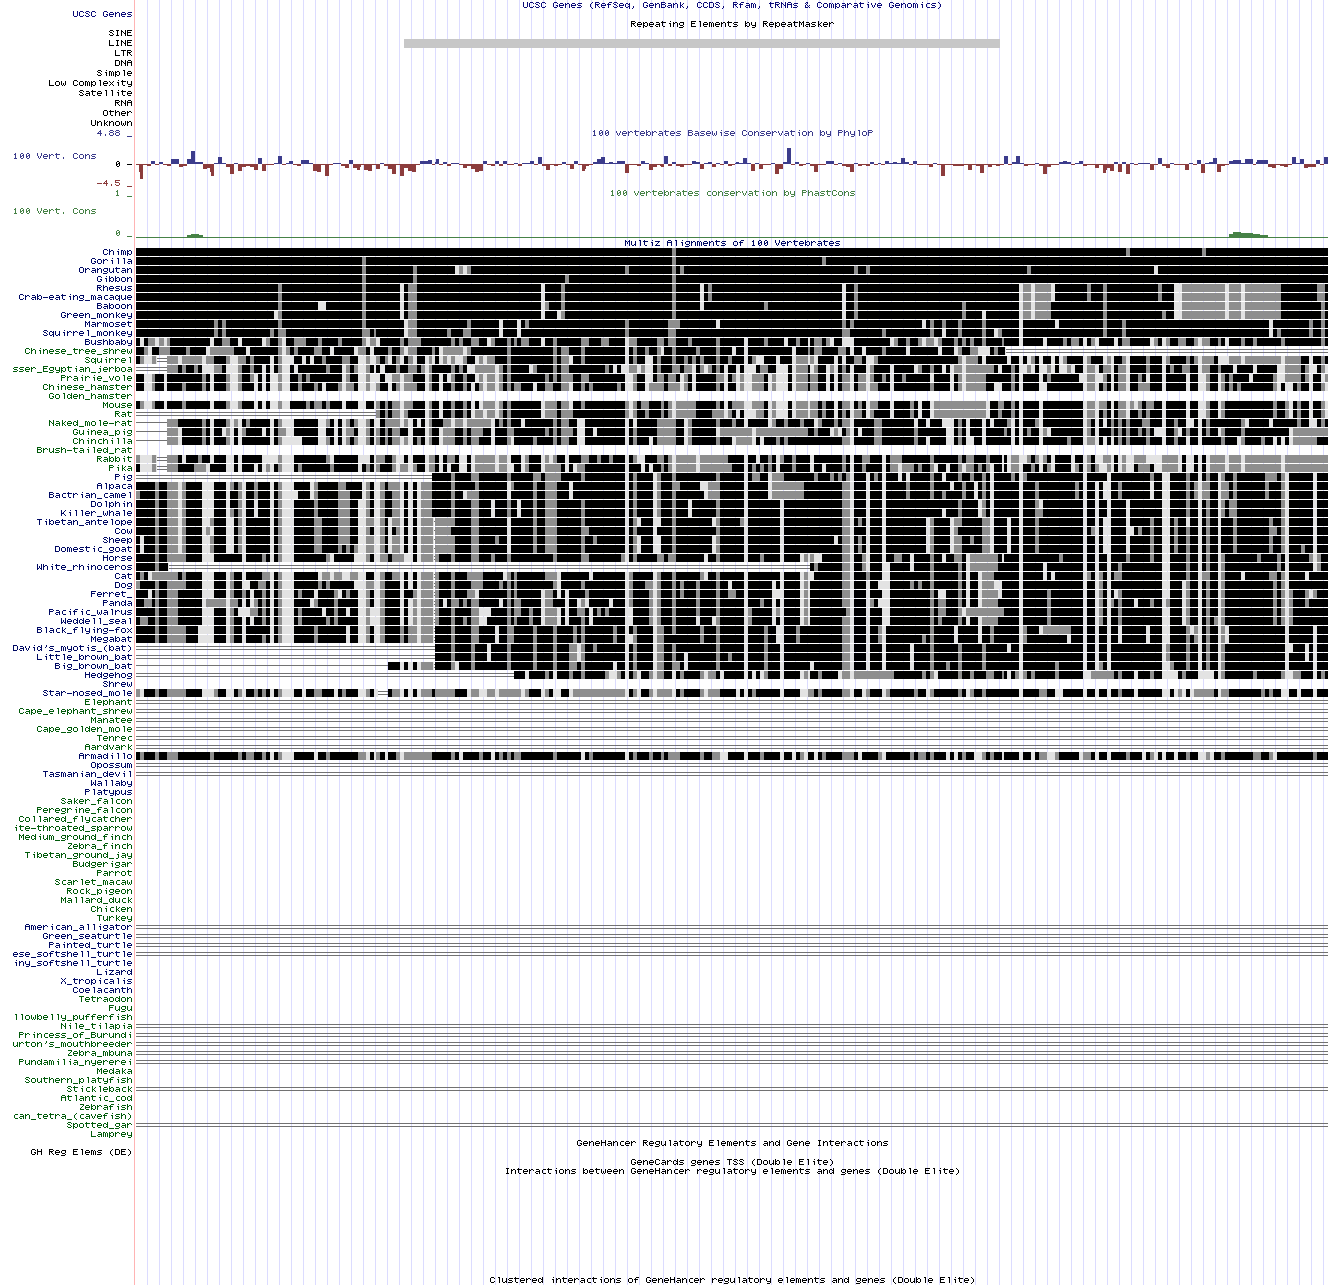 UCSC Genes (RefSeq, GenBank, CCDS, Rfam, tRNAs & Comparative Genomics)
UCSC Genes
Repeating Elements by RepeatMasker
SINE
LINE
LTR
DNA
Simple
Low Complexity
Satellite
RNA
Other
Unknown
100 vertebrates Basewise Conservation by PhyloP
4.88 _
100 Vert. Cons
0 -
-4.5 _
100 vertebrates conservation by PhastCons
1 _
100 Vert. Cons
0 _
Multiz Alignments of 100 Vertebrates
Chimp
Gorilla
Orangutan
Gibbon
Rhesus
Crab-eating_macaque
Baboon
Green_monkey
Marmoset
Squirrel_monkey
Bushbaby
Chinese_tree_shrew
Squirrel
sser_Egyptian_jerboa
Prairie_vole
Chinese_hamster
Golden_hamster
Mouse
Rat
Naked_mole-rat
Guinea_pig
Chinchilla
Brush-tailed_rat
Rabbit
Pika
Pig
Alpaca
Bactrian_camel
Dolphin
Killer_whale
Tibetan_antelope
Cow
Sheep
Domestic_goat
Horse
White_rhinoceros
Cat
Dog
Ferret_
Panda
Pacific_walrus
Weddell_seal
Black_flying-fox
Megabat
David's_myotis_(bat)
Little_brown_bat
Big_brown_bat
Hedgehog
Shrew
Star-nosed_mole
Elephant
Cape_elephant_shrew
Manatee
Cape_golden_mole
Tenrec
Aardvark
Armadillo
Opossum
Tasmanian_devil
Wallaby
Platypus
Saker_falcon
Peregrine_falcon
Collared_flycatcher
ite-throated_sparrow
Medium_ground_finch
Zebra_finch
Tibetan_ground_jay
Budgerigar
Parrot
Scarlet_macaw
Rock_pigeon
Mallard_duck
Chicken
Turkey
American_alligator
Green_seaturtle
Painted_turtle
ese_softshell_turtle
iny_softshell_turtle
Lizard
X_tropicalis
Coelacanth
Tetraodon
Fugu
llowbelly_pufferfish
Nile_tilapia
Princess_of_Burundi
urton's_mouthbreeder
Zebra_mbuna
Pundamilia_nyererei
Medaka
Southern_platyfish
Stickleback
Atlantic_cod
Zebrafish
can_tetra_(cavefish)
Spotted_gar
Lamprey
GeneHancer Regulatory Elements and Gene Interactions
GH Reg Elems (DE)
GeneCards genes TSS (Double Elite)
Interactions between GeneHancer regulatory elements and genes (Double Elite)
Clustered interactions of GeneHancer regulatory elements and genes (Double Elite)